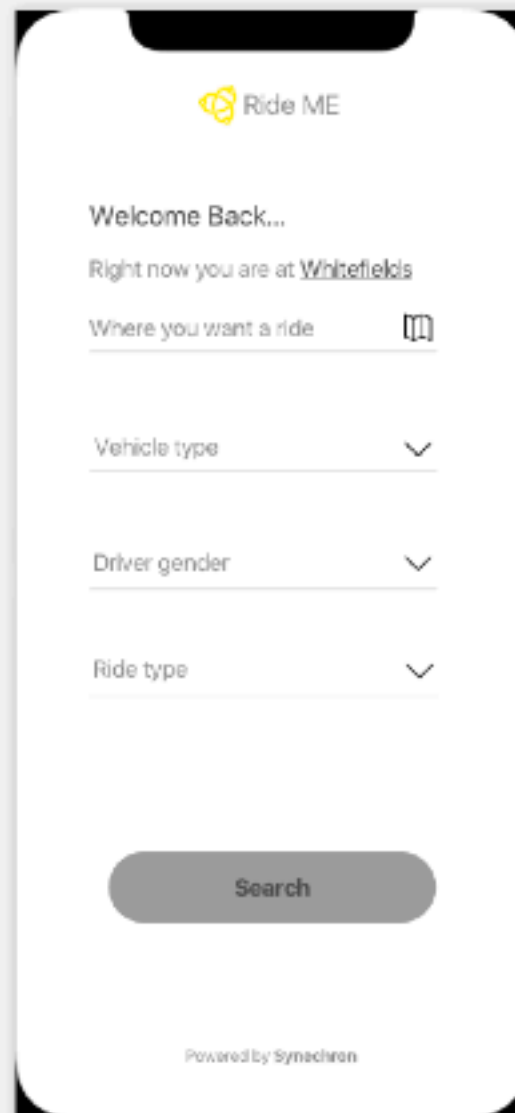 Ride ME
Welcome Back...
Right now you are at Whitefields
Where you want a ride
Vehicle type
Driver gender
Ride type
Search
Powered by Synechron